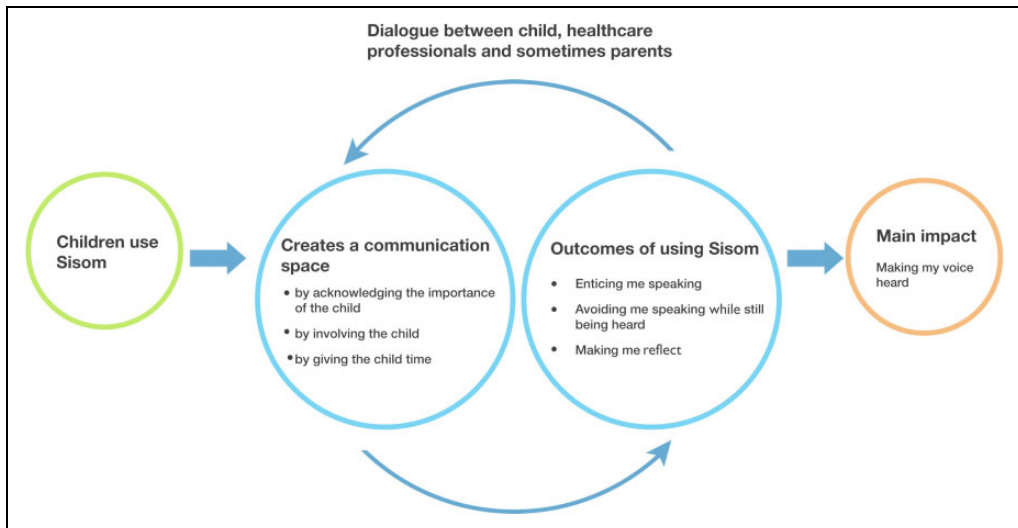 Dialogue between child, healthcare
professionals and sometimes parents
Children use
Sisom
Creates a communication
space
• by acknowledging the importance
of the child
• by involving the child
• by giving the child time
Outcomes of using Sisom
• Enticing me speaking
• Avoiding me speaking while still
being heard
• Making me reflect
Main impact
Making my voice
heard